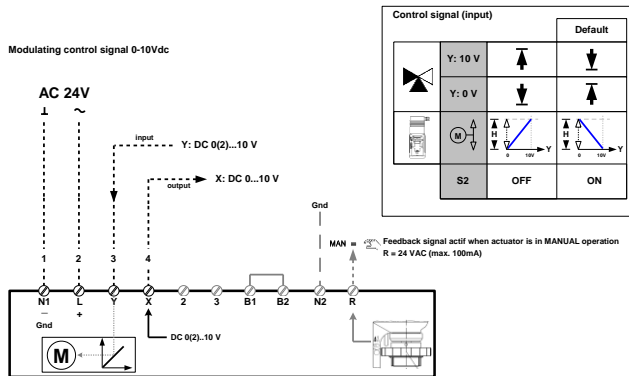 Control signal (input)
Default
Modulating control signal 0-10Vdc
Y: 10 V
Y: 0 V
M
H
Y
0 10V
H
Y
0 10V
S2 OFF ON
AC 24V
⊥ ~
input
Y: DC 0(2)...10 V
output
X: DC 0...10 V
Gnd
MAN = Feedback signal actif when actuator is in MANUAL operation
R = 24 VAC (max. 100mA)
1 2 3 4
N1 L Y X 2 3 B1 B2 N2 R
− +
Gnd
DC 0(2)..10 V
M